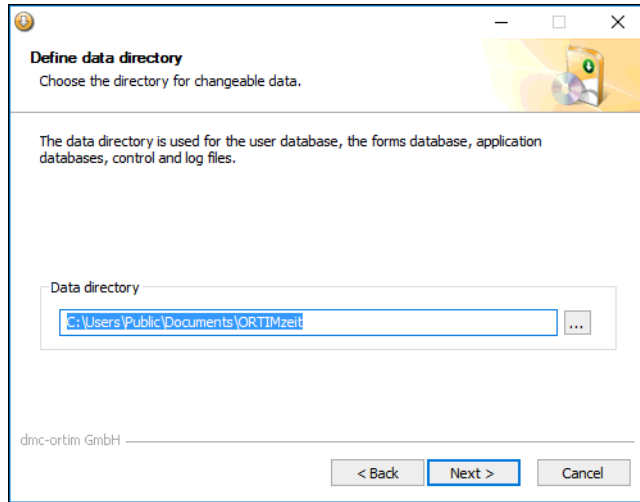 Define data directory
Choose the directory for changeable data.
The data directory is used for the user database, the forms database, application
databases, control and log files.
Data directory
C:\Users\Public\Documents\ORTIMzeit
...
dmc-ortim GmbH
< Back
Next >
Cancel